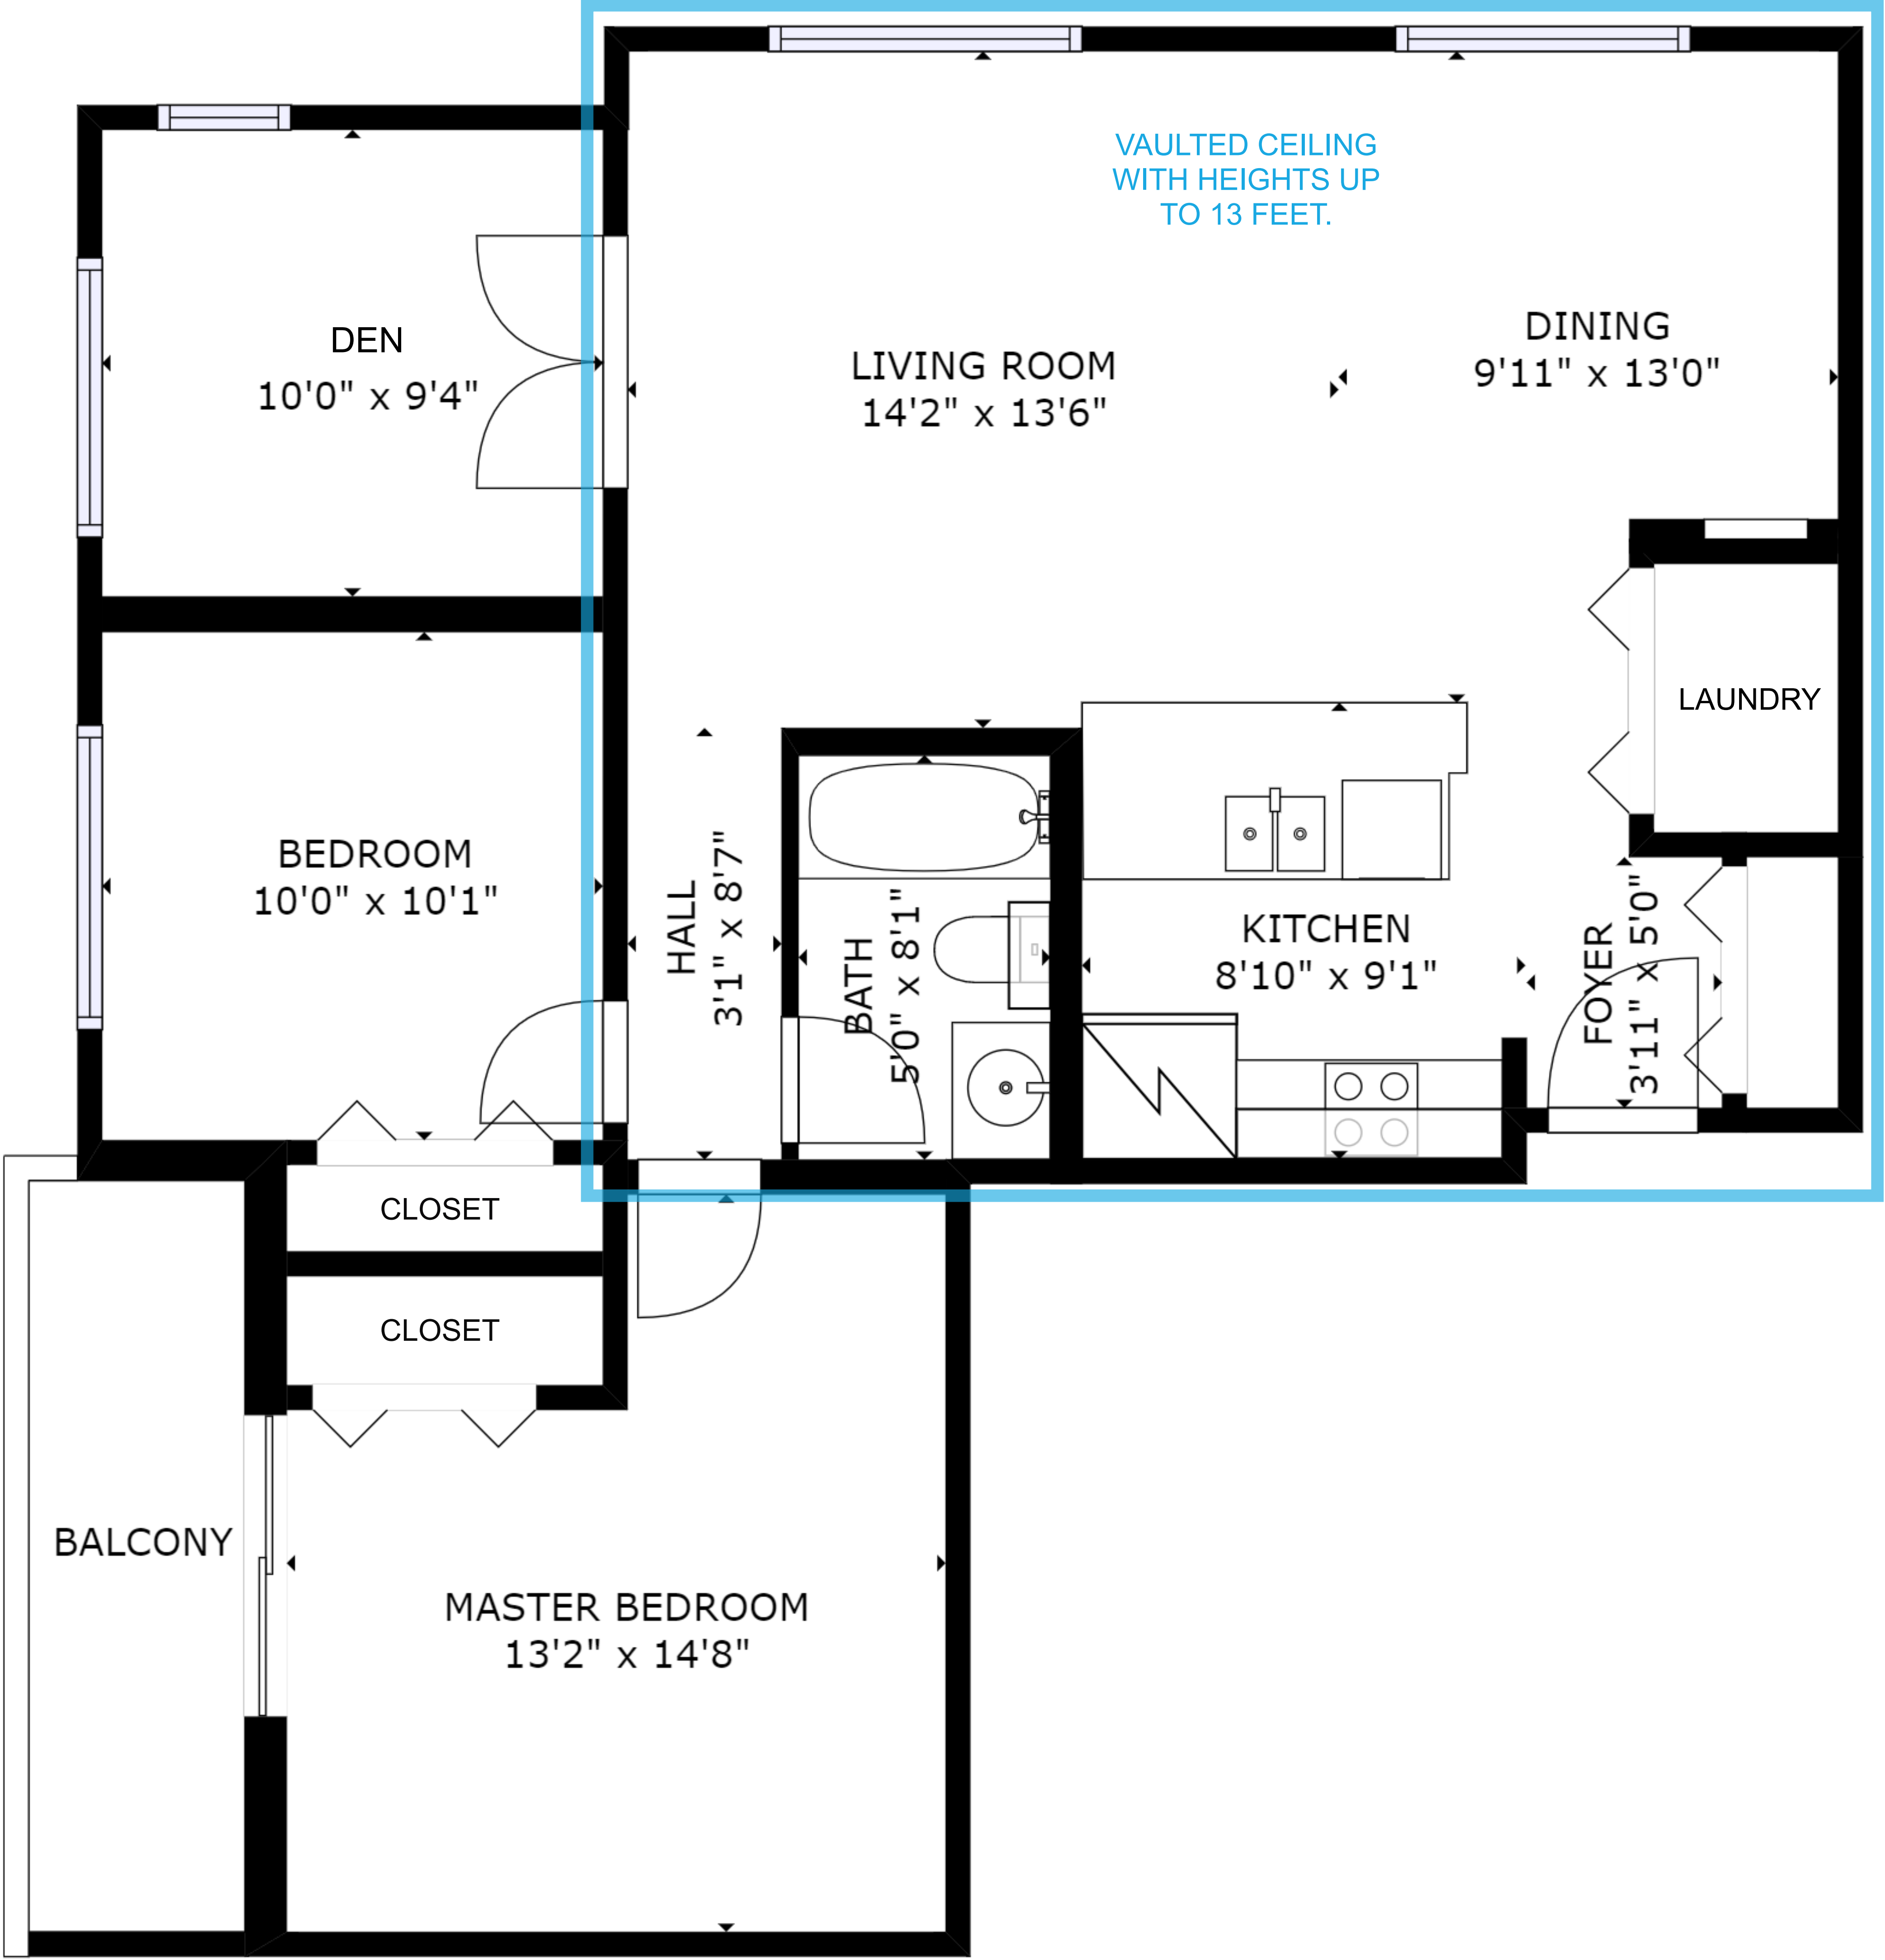 VAULTED CEILING
WITH HEIGHTS UP
TO 13 FEET.
DEN
10'0" x 9'4"
LIVING ROOM
14'2" x 13'6"
DINING
9'11" x 13'0"
LAUNDRY
BEDROOM
10'0" x 10'1"
HALL
3'1" x 8'7"
BATH
5'0" x 8'1"
KITCHEN
8'10" x 9'1"
FOYER
3'11" x 5'0"
CLOSET
CLOSET
BALCONY
MASTER BEDROOM
13'2" x 14'8"